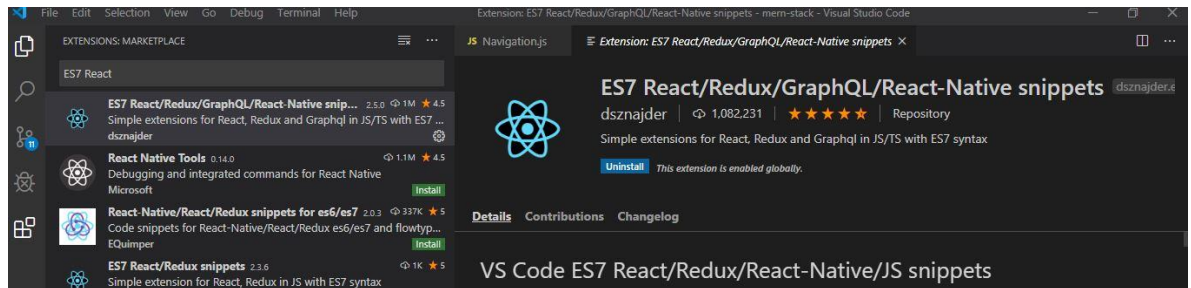 File Edit Selection View Go Debug Terminal Help
Extension: ES7 React/Redux/GraphQL/React-Native snippets - mern-stack - Visual Studio Code
EXTENSIONS: MARKETPLACE
ES7 React
ES7 React/Redux/GraphQL/React-Native snip... 2.5.0 1M ★ 4.5
Simple extensions for React, Redux and Graphql in JS/TS with ES7 ...
dsznajder
React Native Tools 0.14.0 1.1M ★ 4.5
Debugging and integrated commands for React Native
Microsoft Install
React-Native/React/Redux snippets for es6/es7 2.0.3 337K ★ 5
Code snippets for React-Native/React/Redux es6/es7 and flowtyp...
EQuimper Install
ES7 React/Redux snippets 2.3.6 1K ★ 5
Simple extension for React, Redux in JS with ES7 syntax
11
JS Navigation.js
Extension: ES7 React/Redux/GraphQL/React-Native snippets ×
ES7 React/Redux/GraphQL/React-Native snippets dsznajder.e
dsznajder 1,082,231 ★★★★★ Repository
Simple extensions for React, Redux and Graphql in JS/TS with ES7 syntax
Uninstall This extension is enabled globally.
Details Contributions Changelog
VS Code ES7 React/Redux/React-Native/JS snippets